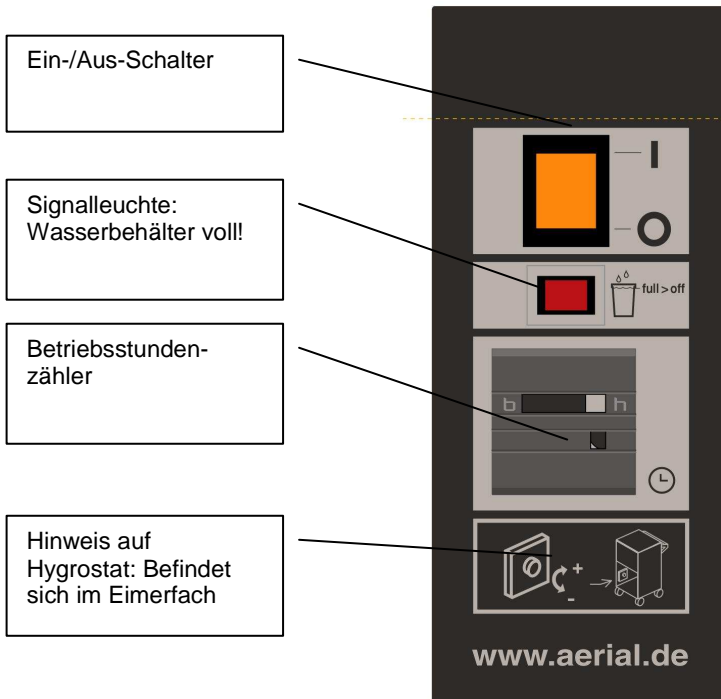 Ein-/Aus-Schalter
Signalleuchte:
Wasserbehälter voll!
full > off
Betriebsstunden-
zähler
b h
Hinweis auf
Hygrostat: Befindet
sich im Eimerfach
+
-
www.aerial.de